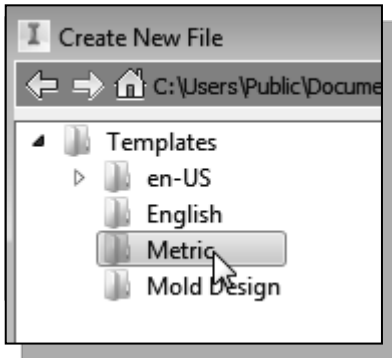 Create New File
C:\Users\Public\Docume
Templates
en-US
English
Metric
Mold Design